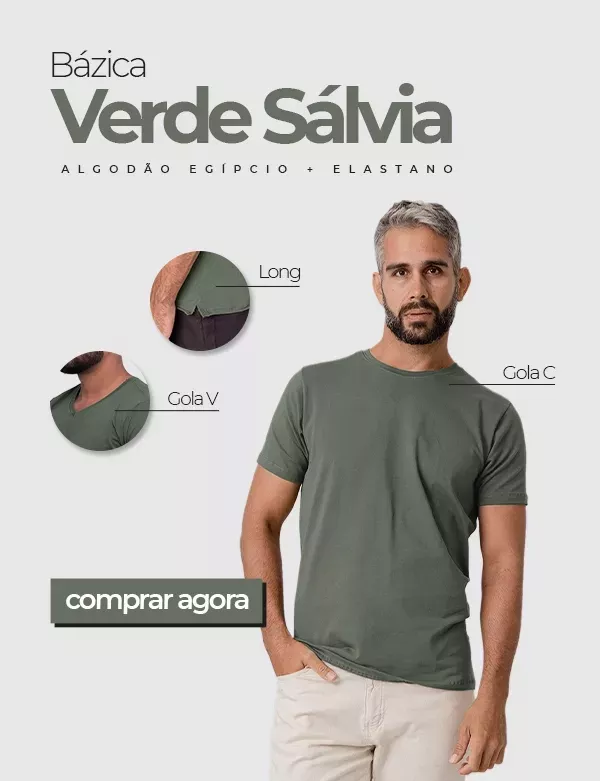 Bázica
Verde Sálvia
ALGODÃO EGÍPCIO + ELASTANO
Long
Gola C
Gola V
comprar agora